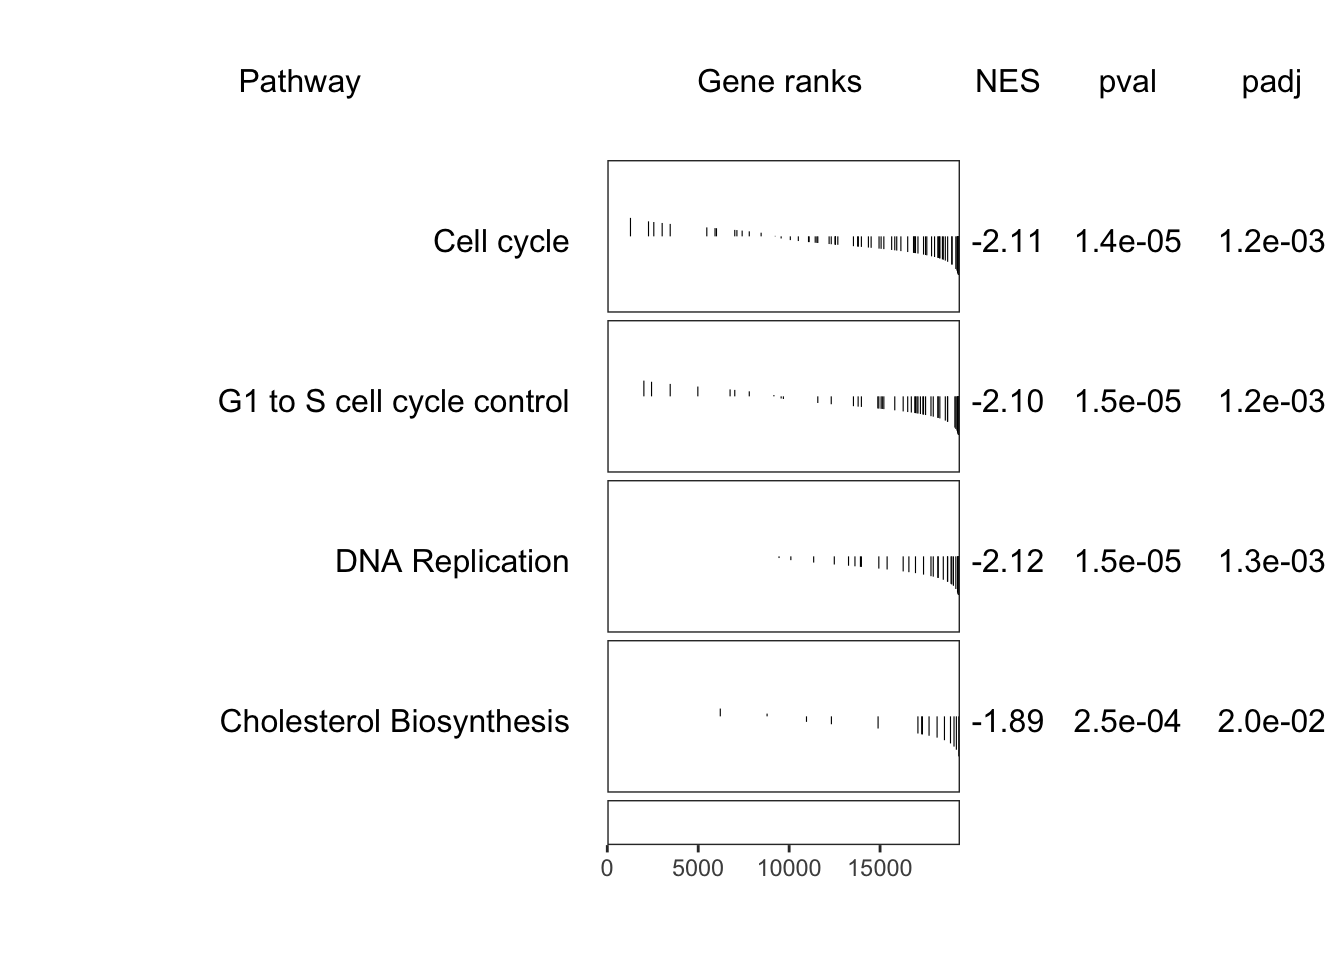 Pathway Gene ranks NES pval padj
Cell cycle -2.11 1.4e-05 1.2e-03
G1 to S cell cycle control -2.10 1.5e-05 1.2e-03
DNA Replication -2.12 1.5e-05 1.3e-03
Cholesterol Biosynthesis -1.89 2.5e-04 2.0e-02
0 5000 10000 15000